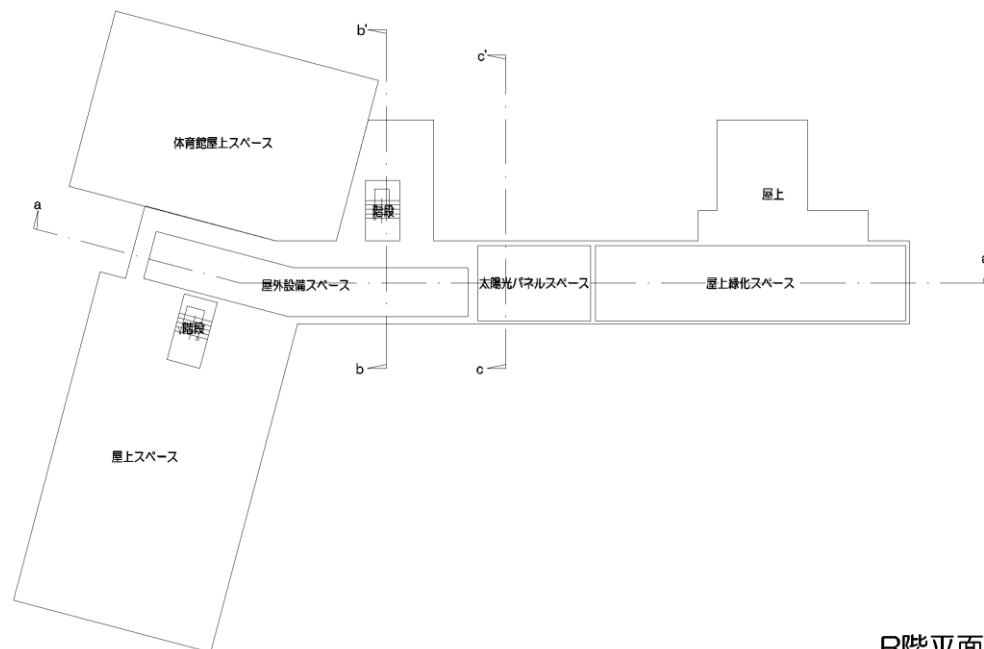 b'
c'
体育館屋上スペース
屋上
a
階段
屋外設備スペース
太陽光パネルスペース
屋上緑化スペース
階段
b
c
屋上スペース
R階平面